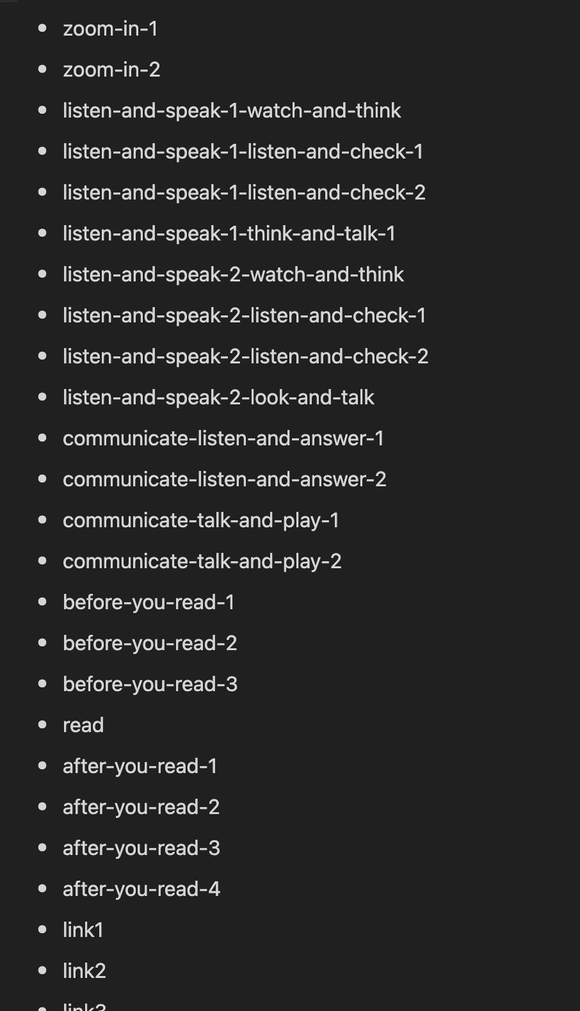 zoom-in-1
zoom-in-2
listen-and-speak-1-watch-and-think
listen-and-speak-1-listen-and-check-1
listen-and-speak-1-listen-and-check-2
listen-and-speak-1-think-and-talk-1
listen-and-speak-2-watch-and-think
listen-and-speak-2-listen-and-check-1
listen-and-speak-2-listen-and-check-2
listen-and-speak-2-look-and-talk
communicate-listen-and-answer-1
communicate-listen-and-answer-2
communicate-talk-and-play-1
communicate-talk-and-play-2
before-you-read-1
before-you-read-2
before-you-read-3
read
after-you-read-1
after-you-read-2
after-you-read-3
after-you-read-4
link1
link2
link3